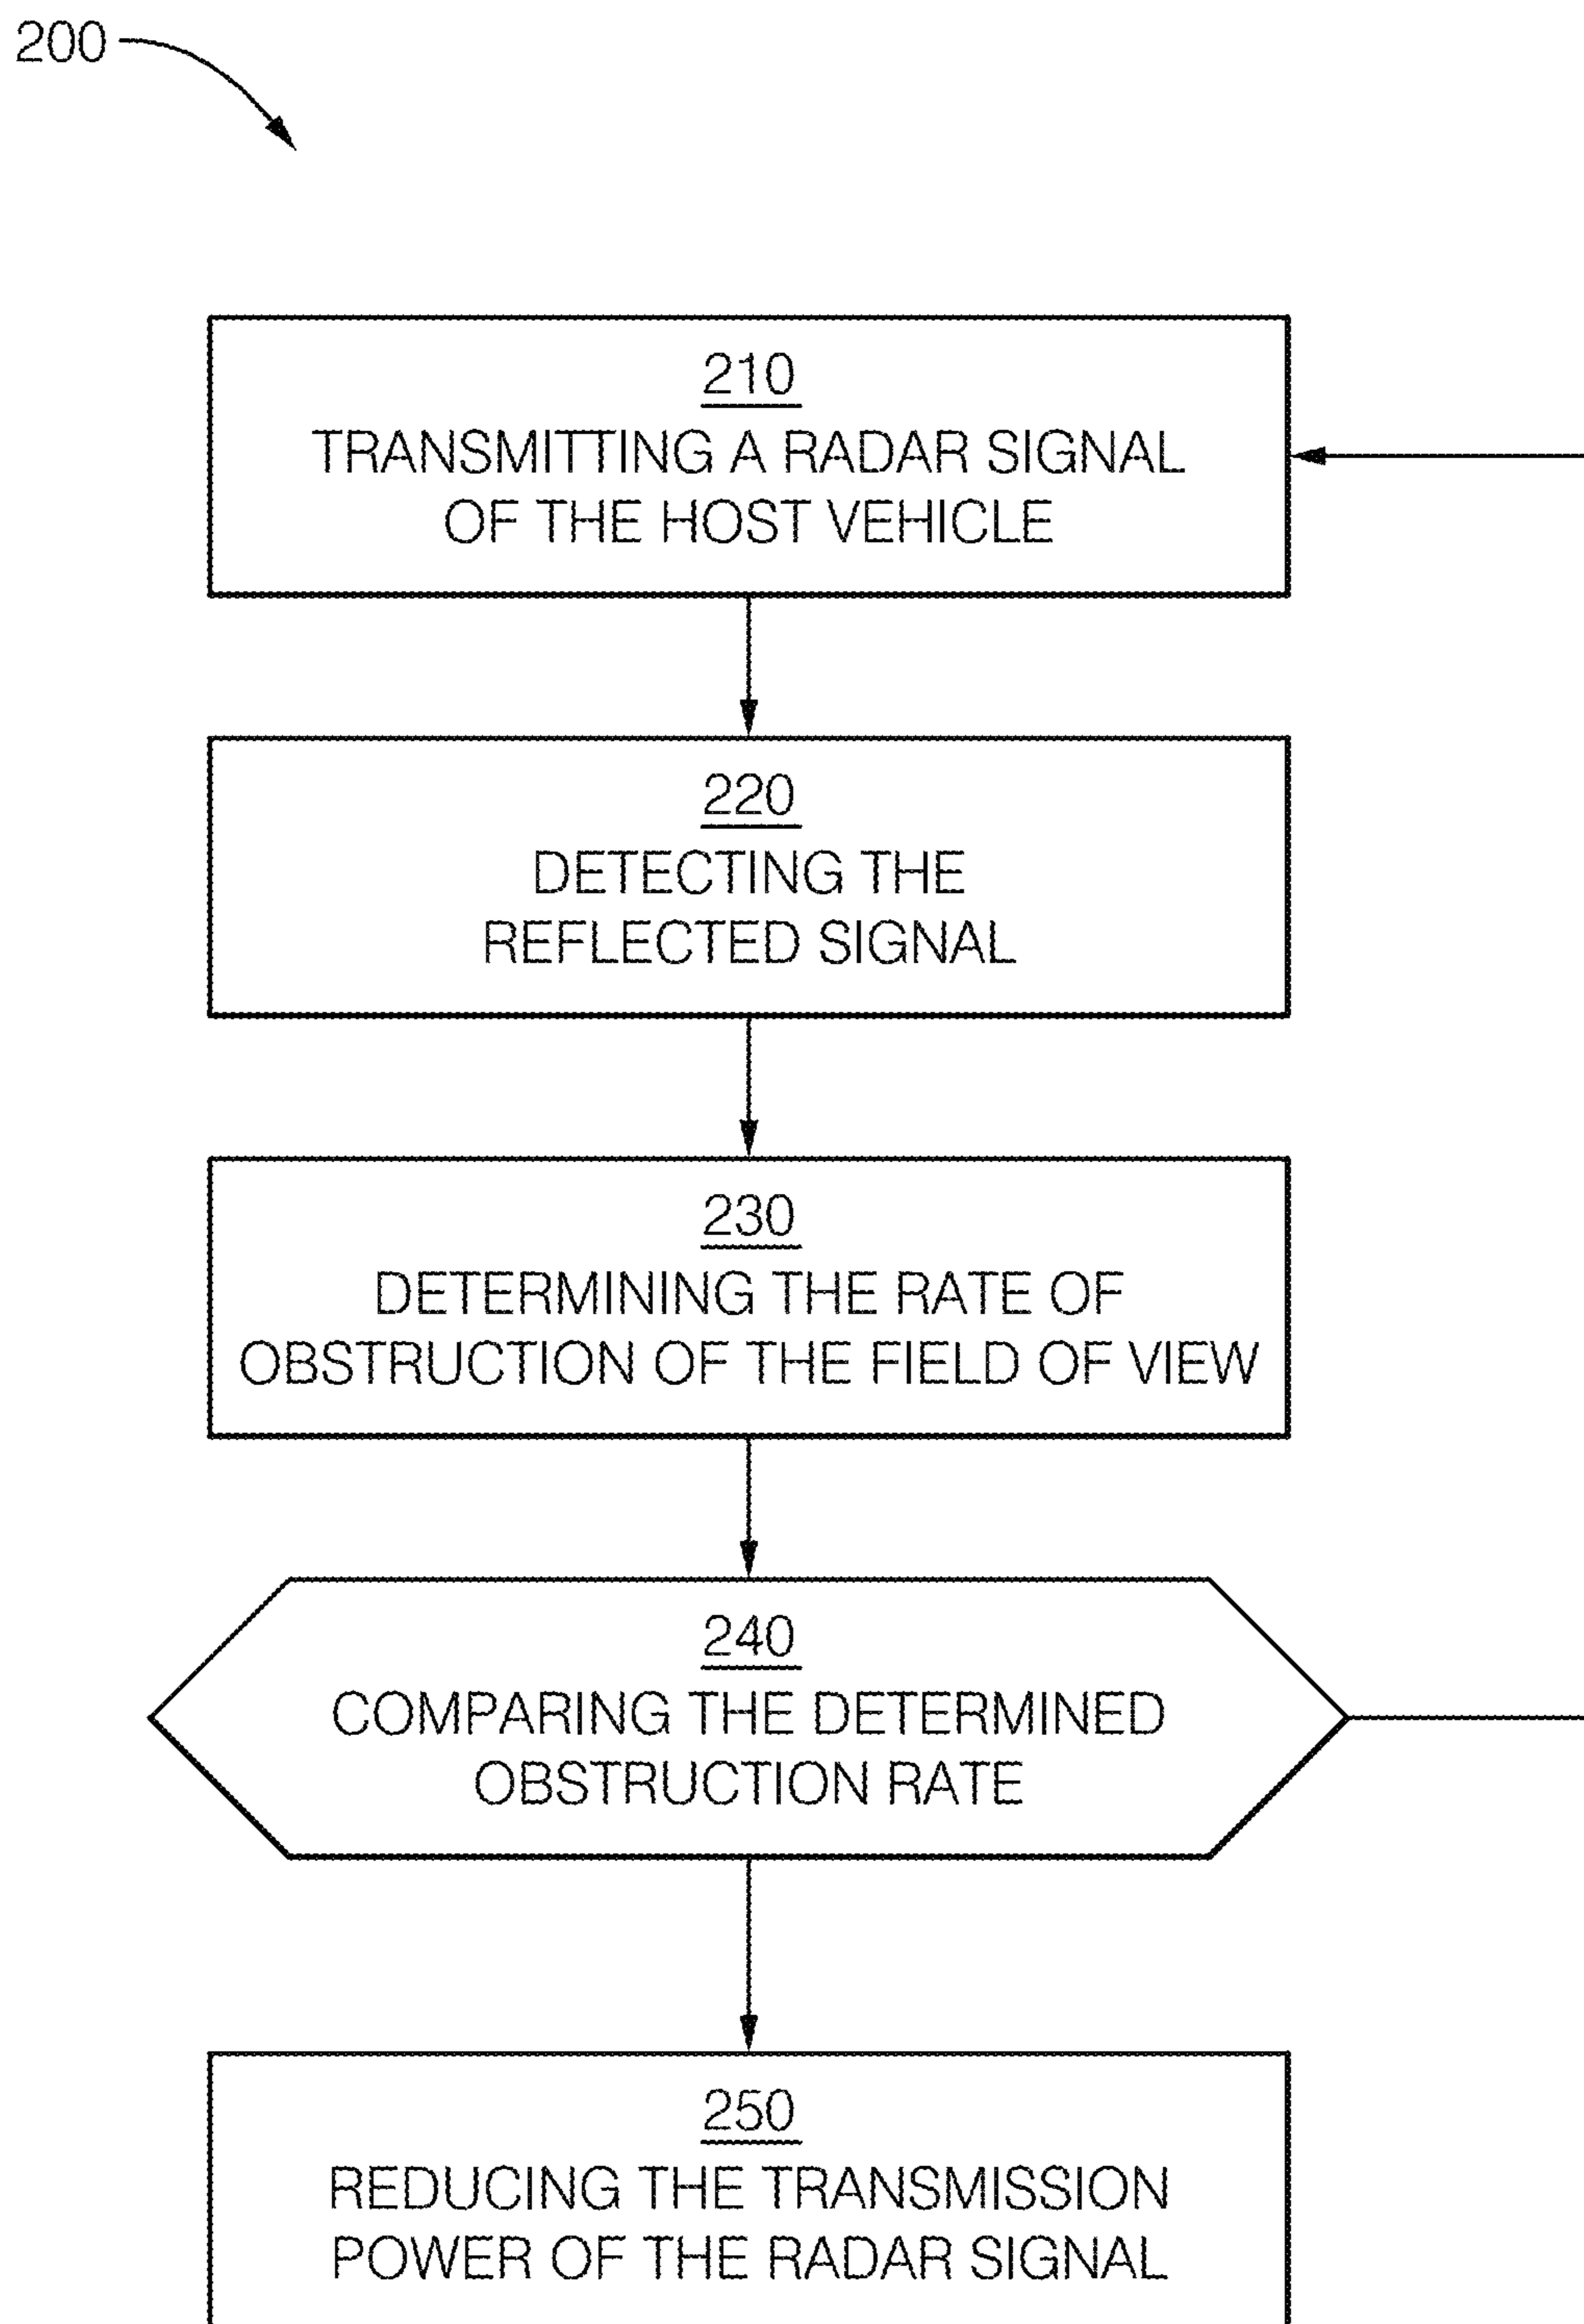 200
210
TRANSMITTING A RADAR SIGNAL
OF THE HOST VEHICLE
220
DETECTING THE
REFLECTED SIGNAL
230
DETERMINING THE RATE OF
OBSTRUCTION OF THE FIELD OF VIEW
240
COMPARING THE DETERMINED
OBSTRUCTION RATE
250
REDUCING THE TRANSMISSION
POWER OF THE RADAR SIGNAL